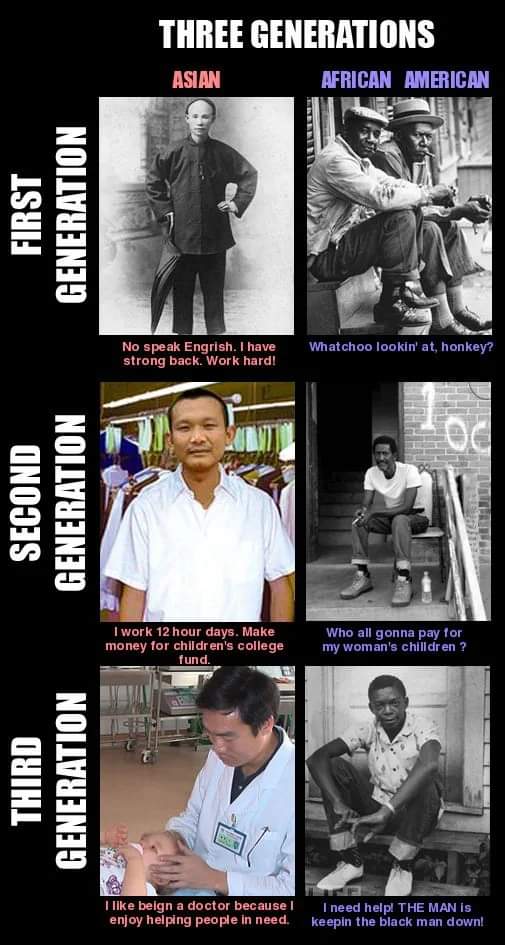 THREE GENERATIONS
ASIAN
AFRICAN AMERICAN
FIRST
GENERATION
No speak Engrish. I have
strong back. Work hard!
Whatchoo lookin' at, honkey?
SECOND
GENERATION
1
OC
I work 12 hour days. Make
money for children's college
fund.
Who all gonna pay for
my woman's chilldren ?
THIRD
GENERATION
I like beign a doctor because I
enjoy helping people in need.
I need help! THE MAN is
keepin the black man down!